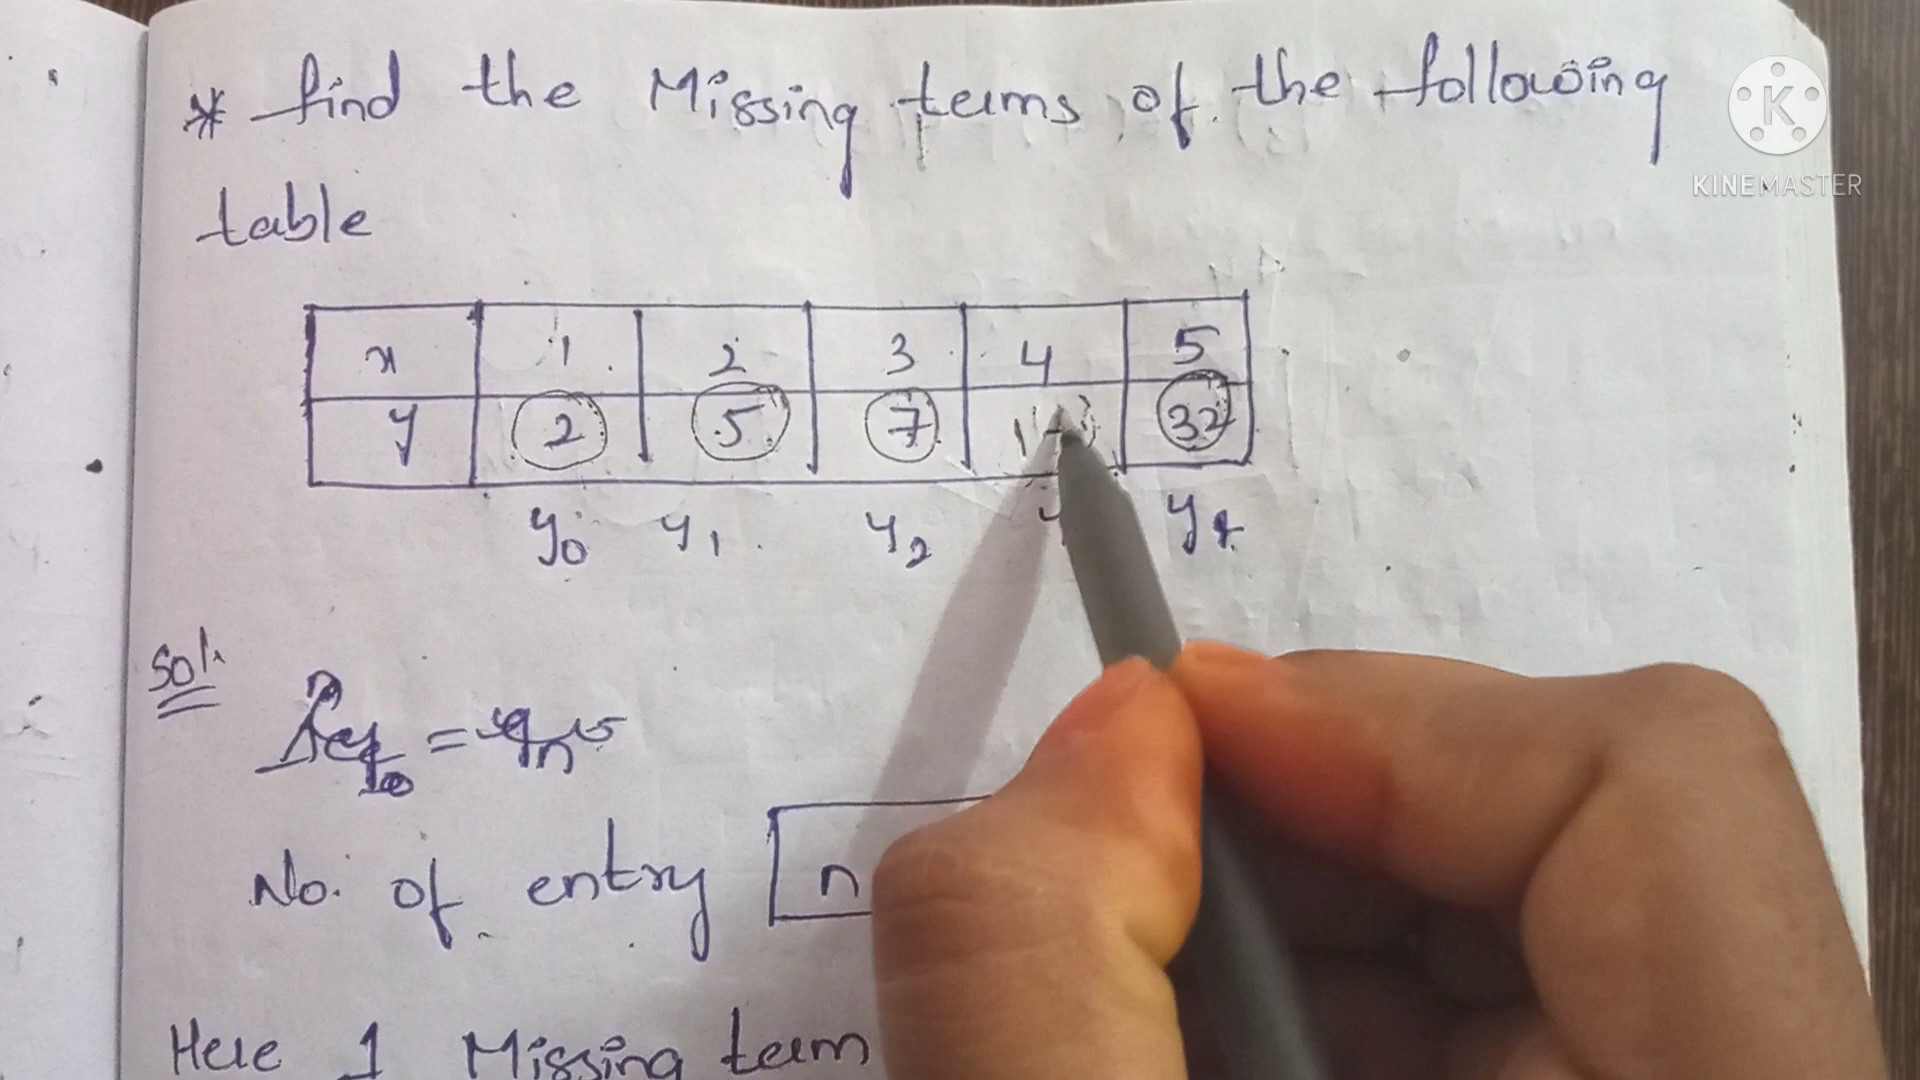 * find the Missing terms of the following
KINEMASTER
table
x 1 2 3 4 5
y 2 5 7 32
y0 y1 y2 y4
Sol:
No. of entry n
Here 1 Missing term